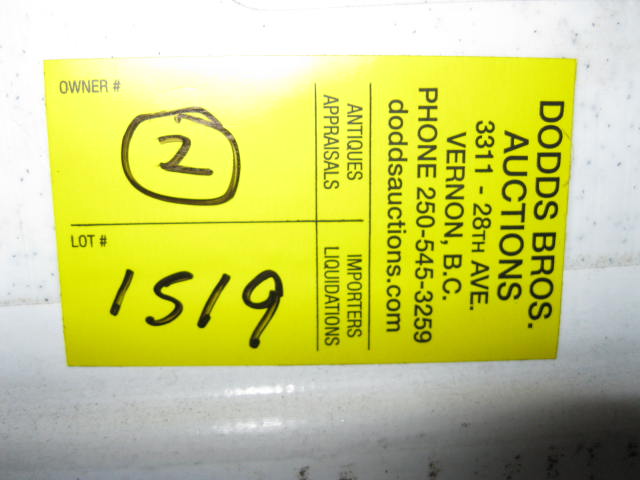 DODDS BROS.
AUCTIONS
3311 - 28TH AVE.
VERNON, B.C.
PHONE 250-545-3259
doddsauctions.com
ANTIQUES
APPRAISALS
IMPORTERS
LIQUIDATIONS
OWNER #
2
LOT #
1519